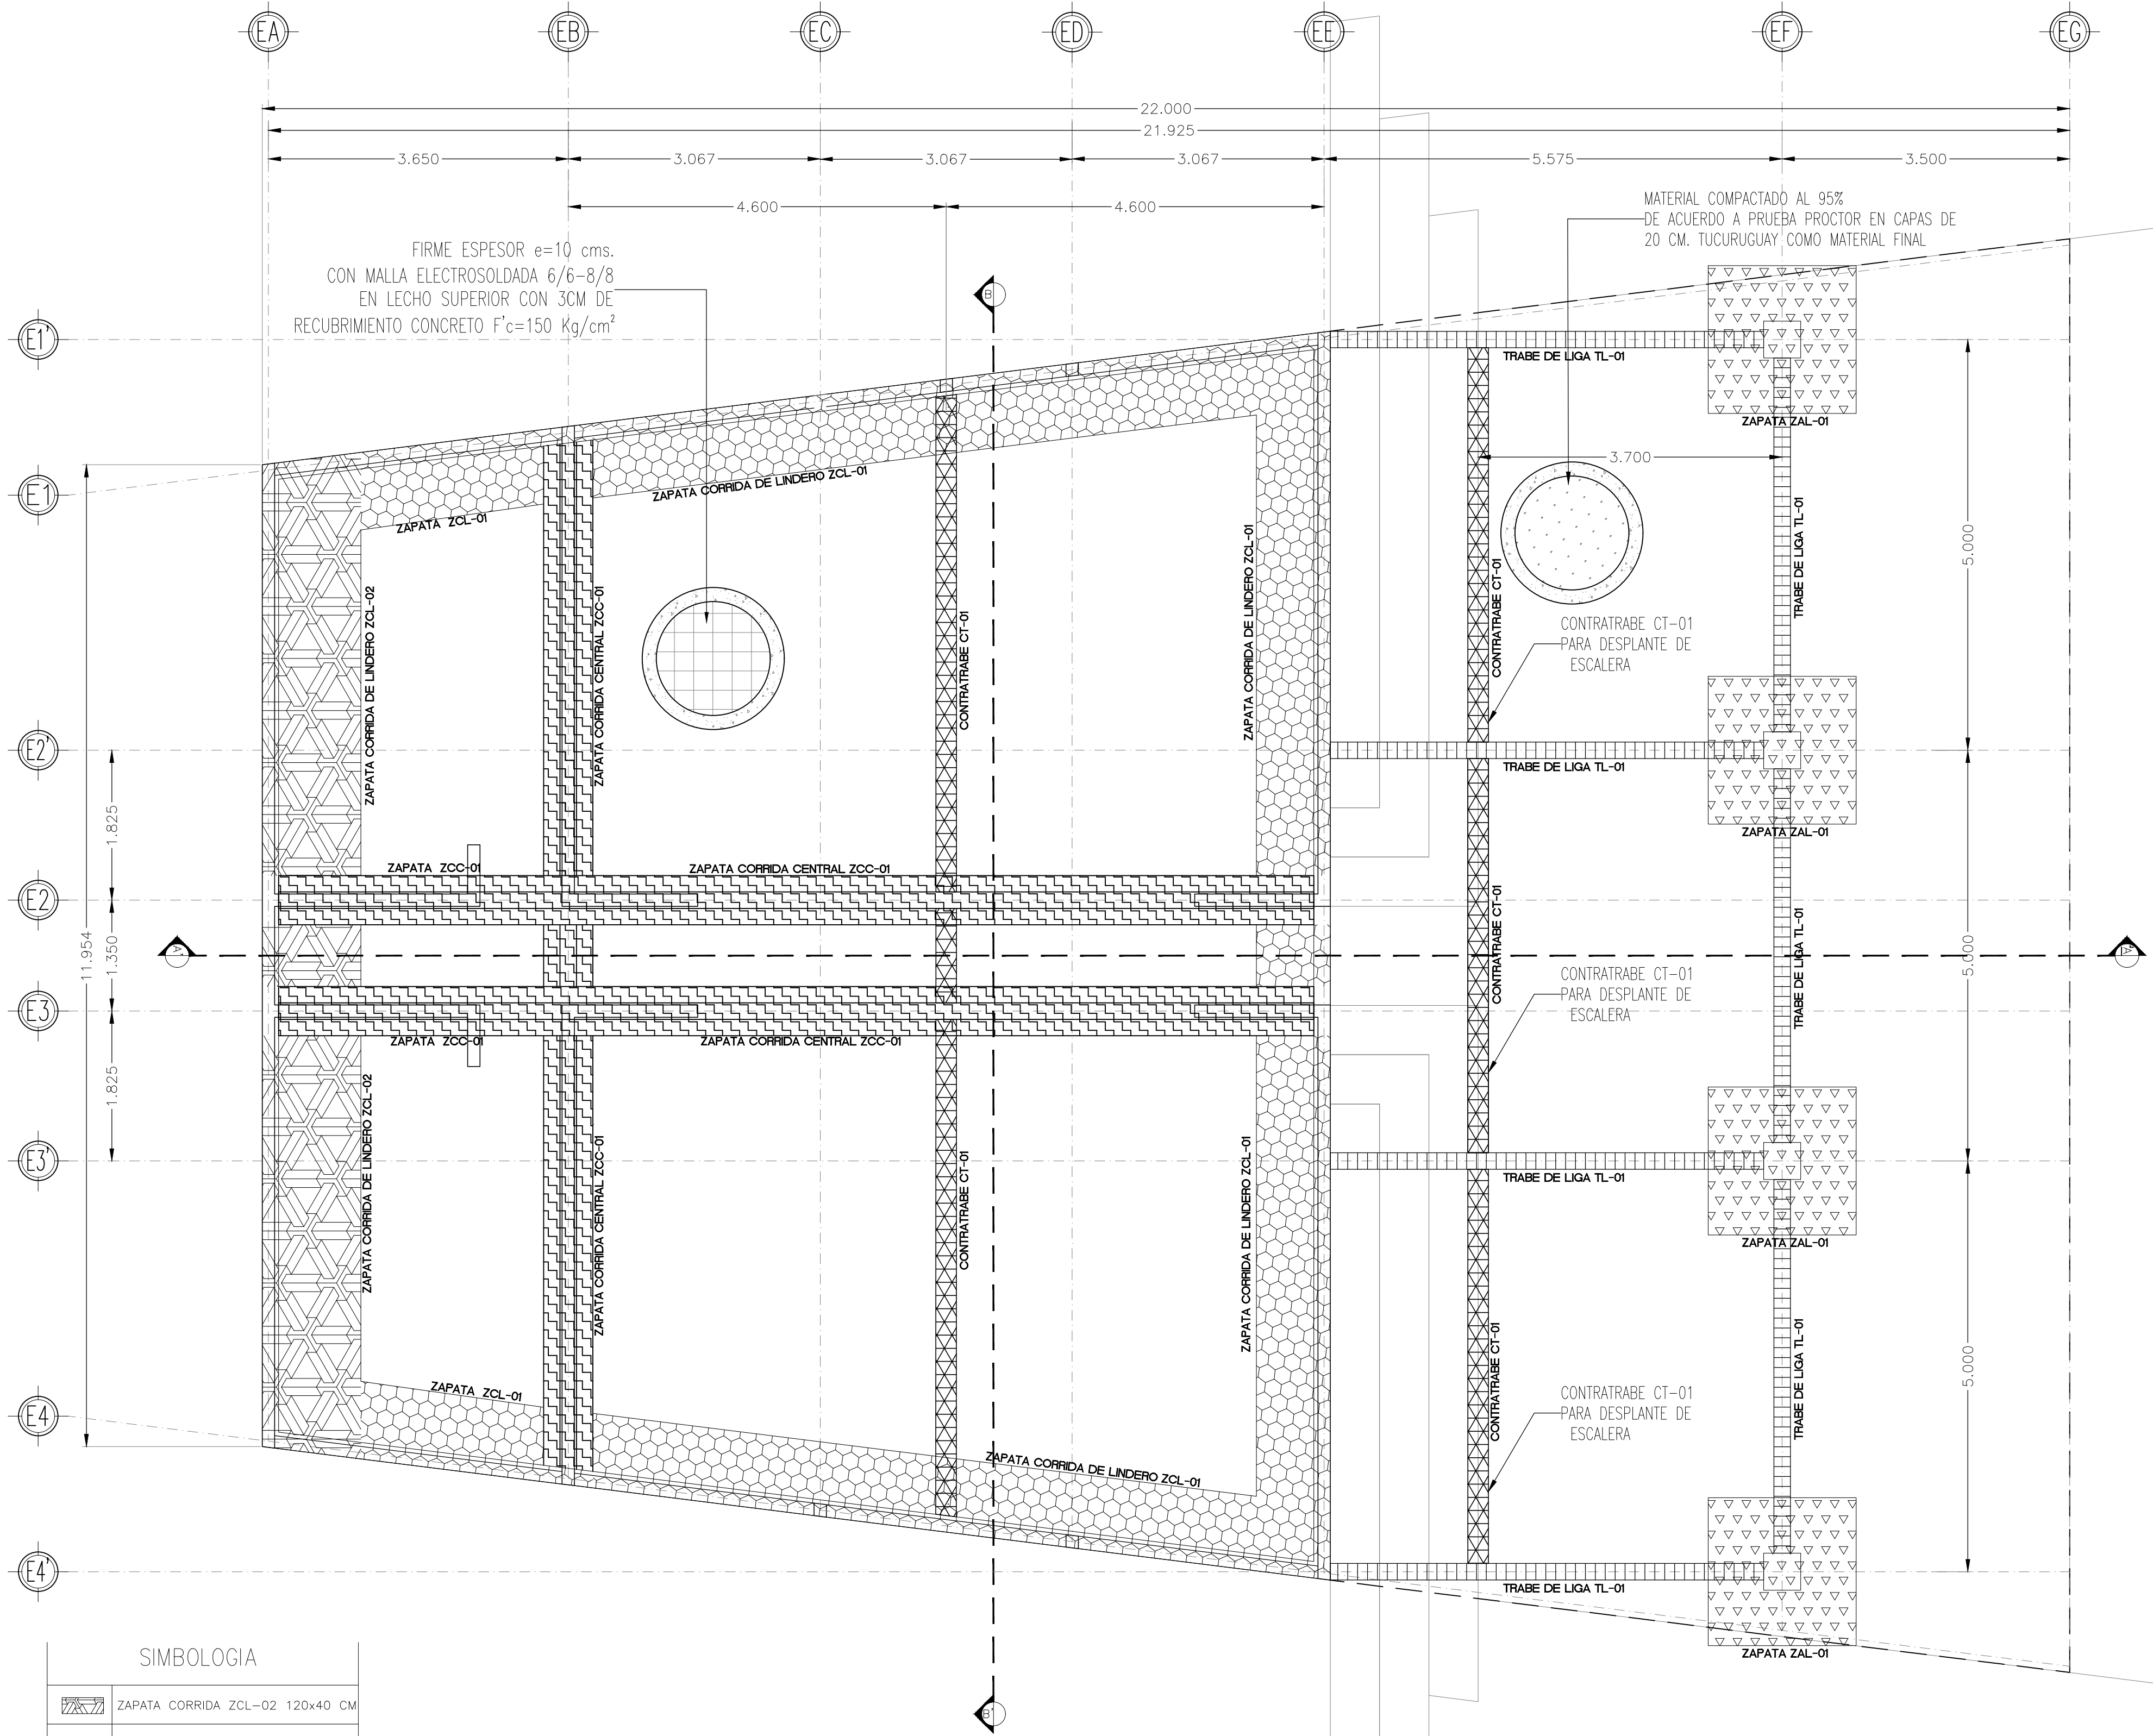 EA
EB
EC
ED
EE
EF
EG
22.000
21.925
3.650
3.067
3.067
3.067
5.575
3.500
4.600
4.600
MATERIAL COMPACTADO AL 95%
DE ACUERDO A PRUEBA PROCTOR EN CAPAS DE
20 CM. TUCURUGUAY COMO MATERIAL FINAL
FIRME ESPESOR e=10 cms.
CON MALLA ELECTROSOLDADA 6/6-8/8
EN LECHO SUPERIOR CON 3CM DE
RECUBRIMIENTO CONCRETO F'c=150 Kg/cm²
B
E1'
TRABE DE LIGA TL-01
ZAPATA ZAL-01
3.700
E1
ZAPATA CORRIDA DE LINDERO ZCL-01
ZAPATA ZCL-01
ZAPATA CORRIDA DE LINDERO ZCL-02
ZAPATA CORRIDA CENTRAL ZCC-01
CONTRATRABE CT-01
ZAPATA CORRIDA DE LINDERO ZCL-01
CONTRATRABE CT-01
TRABE DE LIGA TL-01
5.000
CONTRATRABE CT-01
PARA DESPLANTE DE
ESCALERA
E2'
TRABE DE LIGA TL-01
ZAPATA ZAL-01
1.825
ZAPATA ZCC-01
ZAPATA CORRIDA CENTRAL ZCC-01
E2
11.954
1.350
CONTRATRABE CT-01
TRABE DE LIGA TL-01
5.000
A'
A'
CONTRATRABE CT-01
PARA DESPLANTE DE
ESCALERA
E3
ZAPATA ZCC-01
ZAPATA CORRIDA CENTRAL ZCC-01
1.825
E3'
TRABE DE LIGA TL-01
ZAPATA ZAL-01
ZAPATA CORRIDA DE LINDERO ZCL-02
ZAPATA CORRIDA CENTRAL ZCC-01
CONTRATRABE CT-01
ZAPATA CORRIDA DE LINDERO ZCL-01
CONTRATRABE CT-01
TRABE DE LIGA TL-01
5.000
CONTRATRABE CT-01
PARA DESPLANTE DE
ESCALERA
E4
ZAPATA ZCL-01
ZAPATA CORRIDA DE LINDERO ZCL-01
E4'
TRABE DE LIGA TL-01
ZAPATA ZAL-01
B'
SIMBOLOGIA
ZAPATA CORRIDA ZCL-02 120x40 CM